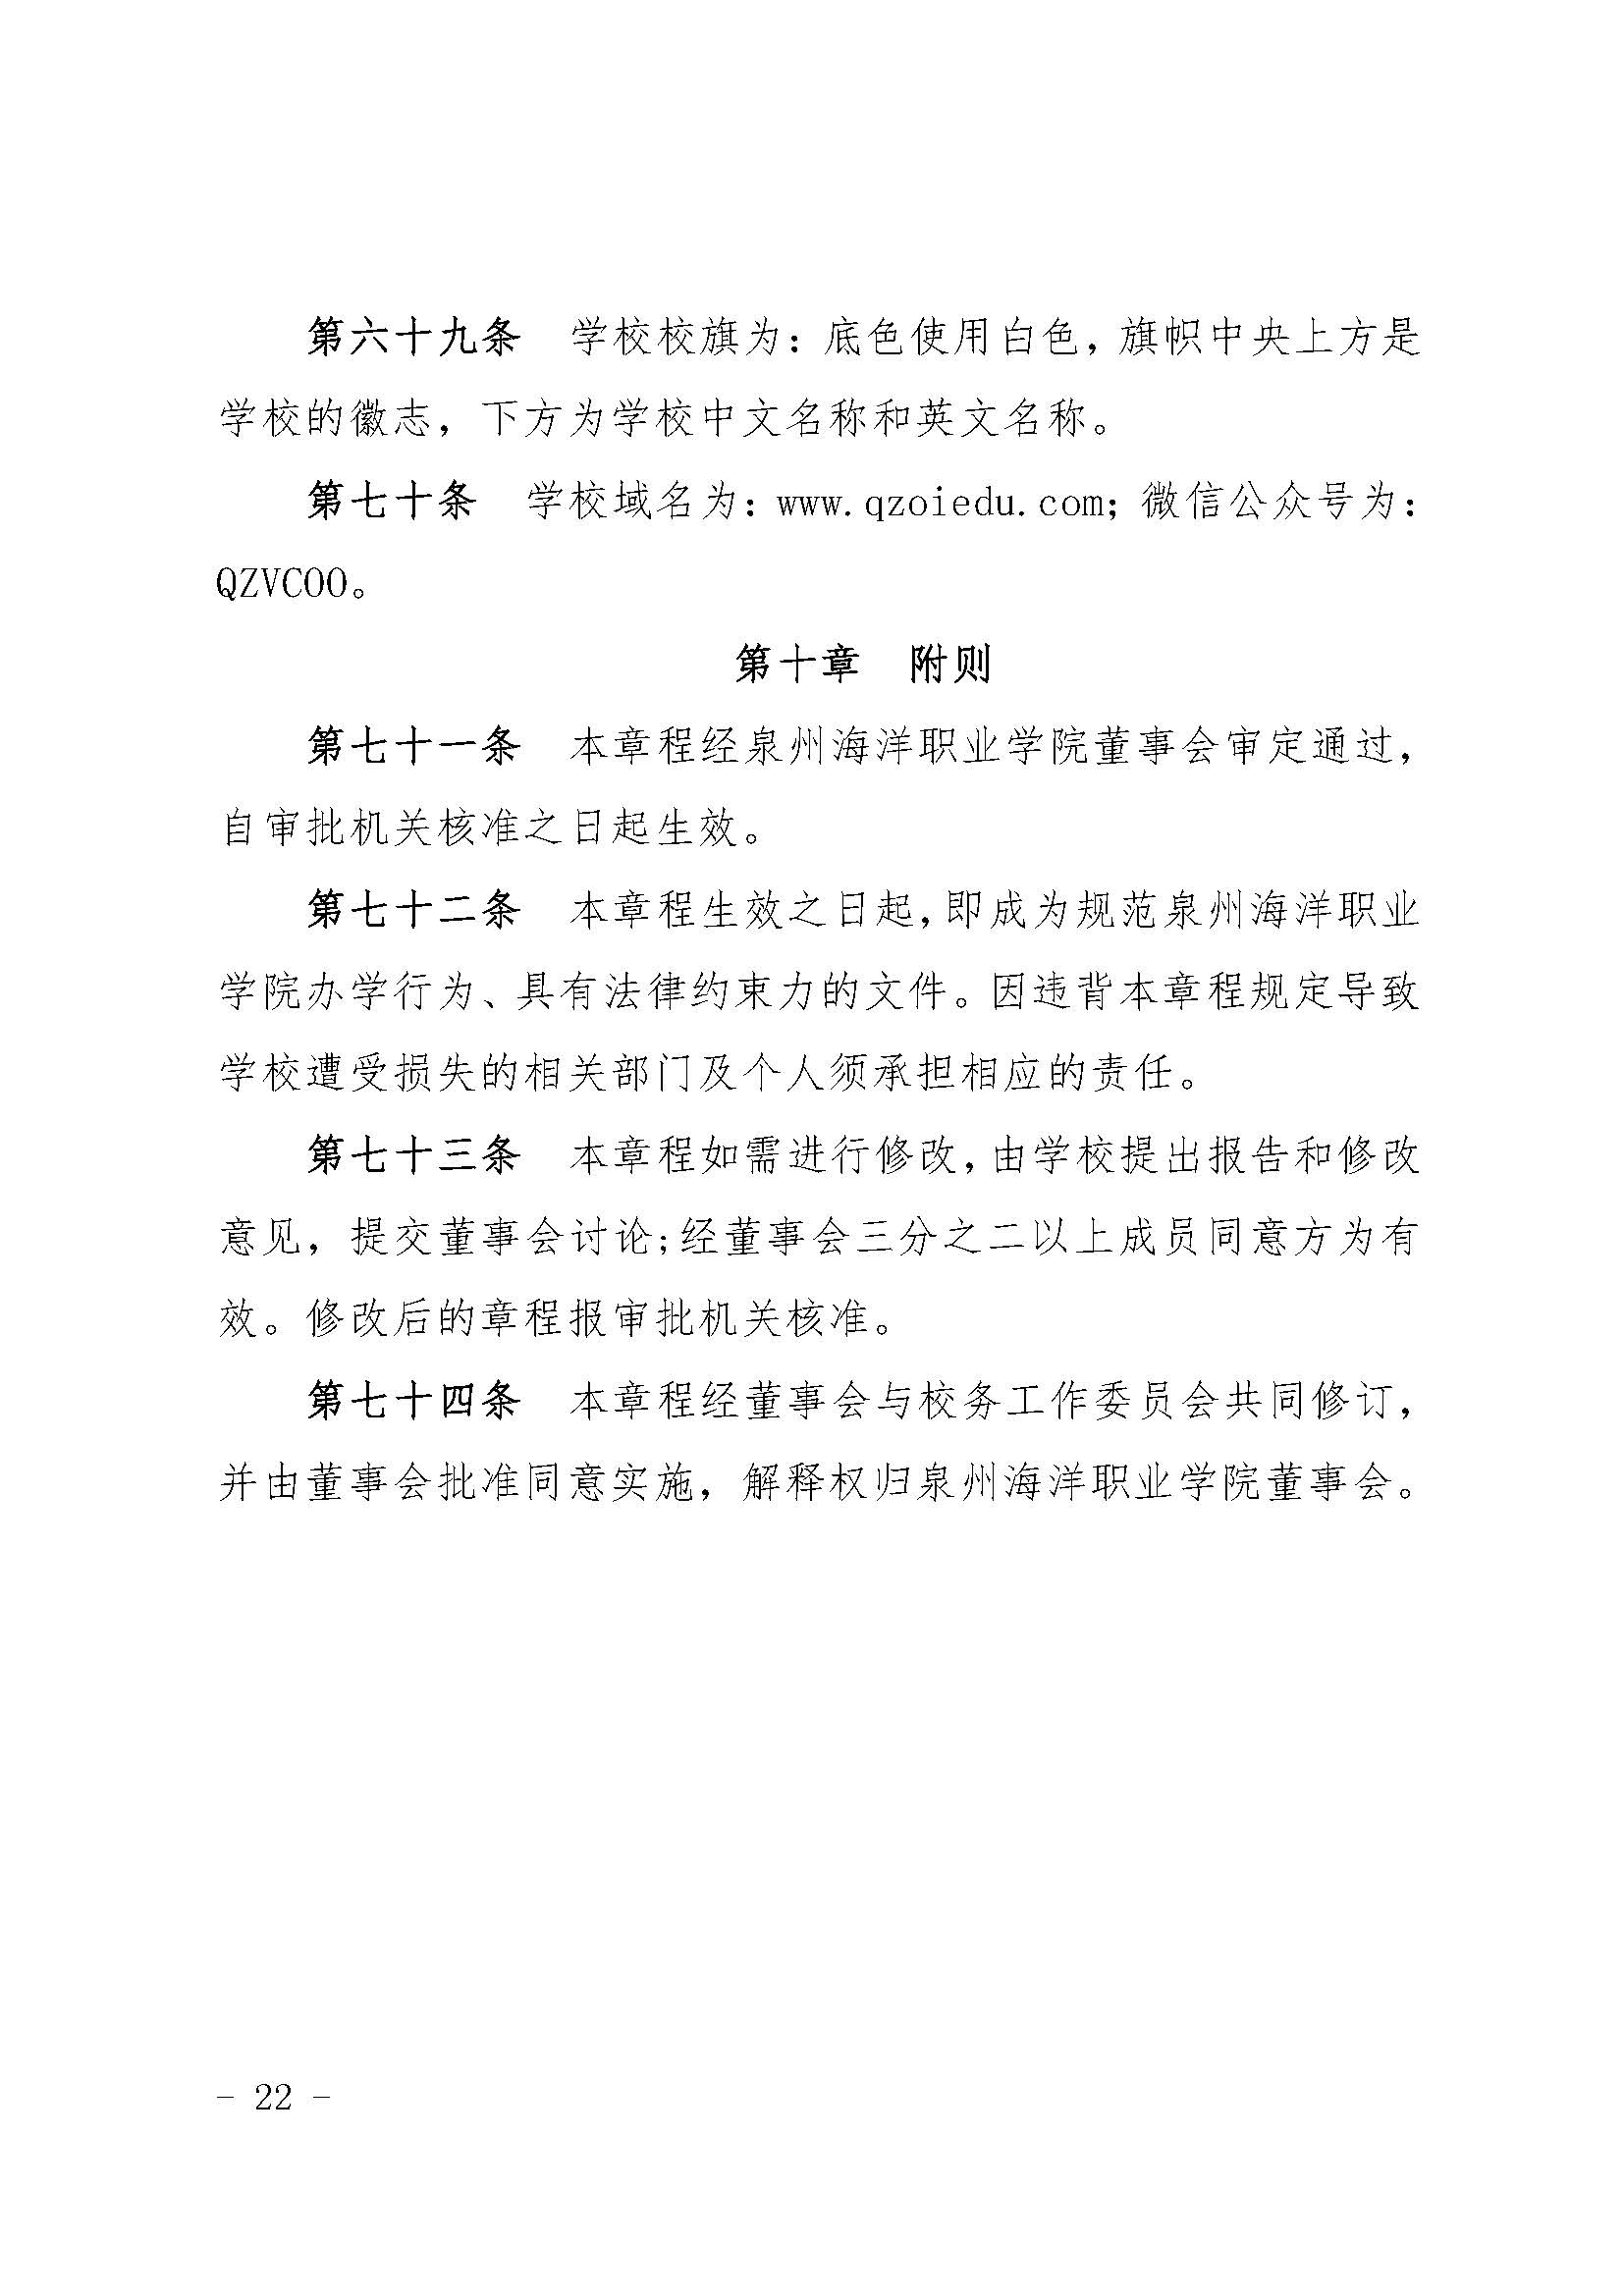 第六十九条　学校校旗为：底色使用白色，旗帜中央上方是
学校的徽志，下方为学校中文名称和英文名称。
第七十条　学校域名为：www.qzoiedu.com；微信公众号为：
QZVCOO。
第十章　附则
第七十一条　本章程经泉州海洋职业学院董事会审定通过，
自审批机关核准之日起生效。
第七十二条　本章程生效之日起，即成为规范泉州海洋职业
学院办学行为、具有法律约束力的文件。因违背本章程规定导致
学校遭受损失的相关部门及个人须承担相应的责任。
第七十三条　本章程如需进行修改，由学校提出报告和修改
意见，提交董事会讨论;经董事会三分之二以上成员同意方为有
效。修改后的章程报审批机关核准。
第七十四条　本章程经董事会与校务工作委员会共同修订，
并由董事会批准同意实施，解释权归泉州海洋职业学院董事会。
- 22 -